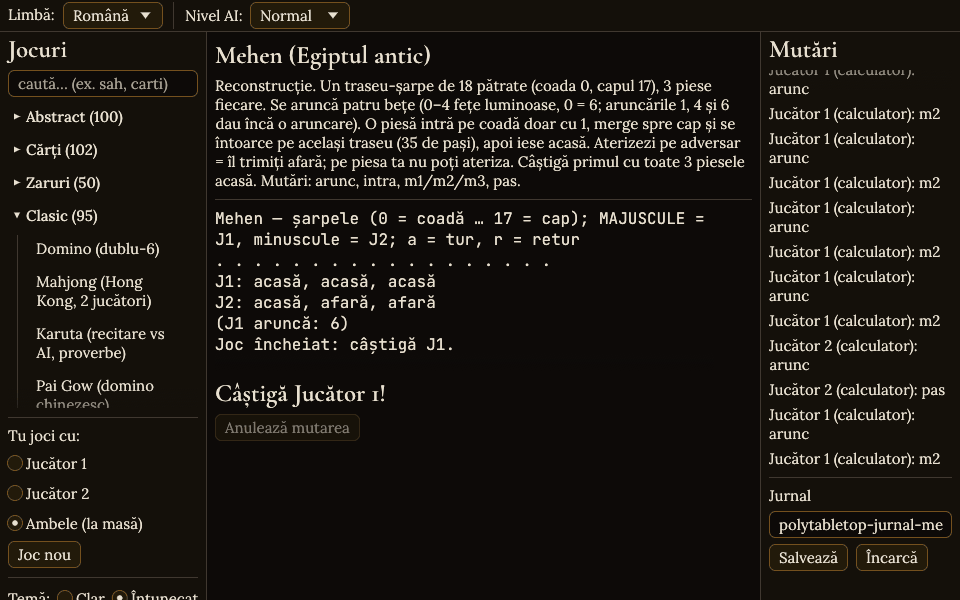 Limbă: Română ▼ Nivel AI: Normal ▼
Jocuri
caută... (ex. sah, carti)
▸ Abstract (100)
▸ Cărți (102)
▸ Zaruri (50)
▾ Clasic (95)
Domino (dublu-6)
Mahjong (Hong
Kong, 2 jucători)
Karuta (recitare vs
AI, proverbe)
Pai Gow (domino
chinezesc)
Tu joci cu:
Jucător 1
Jucător 2
Ambele (la masă)
Joc nou
Temă: Clar Întunecat
Mehen (Egiptul antic)
Reconstrucție. Un traseu-șarpe de 18 pătrate (coada 0, capul 17), 3 piese
fiecare. Se aruncă patru bețe (0–4 fețe luminoase, 0 = 6; aruncările 1, 4 și 6
dau încă o aruncare). O piesă intră pe coadă doar cu 1, merge spre cap și se
întoarce pe același traseu (35 de pași), apoi iese acasă. Aterizezi pe adversar
= îl trimiți afară; pe piesa ta nu poți ateriza. Câștigă primul cu toate 3 piesele
acasă. Mutări: arunc, intra, m1/m2/m3, pas.
Mehen — șarpele (0 = coadă … 17 = cap); MAJUSCULE =
J1, minuscule = J2; a = tur, r = retur
. . . . . . . . . . . . . . . . . .
J1: acasă, acasă, acasă
J2: acasă, afară, afară
(J1 aruncă: 6)
Joc încheiat: câștigă J1.
Câștigă Jucător 1!
Anulează mutarea
Mutări
Jucător 1 (calculator):
arunc
Jucător 1 (calculator): m2
Jucător 1 (calculator):
arunc
Jucător 1 (calculator): m2
Jucător 1 (calculator):
arunc
Jucător 1 (calculator): m2
Jucător 1 (calculator):
arunc
Jucător 1 (calculator): m2
Jucător 2 (calculator):
arunc
Jucător 2 (calculator): pas
Jucător 1 (calculator):
arunc
Jucător 1 (calculator): m2
Jurnal
polytabletop-jurnal-me
Salvează Încarcă